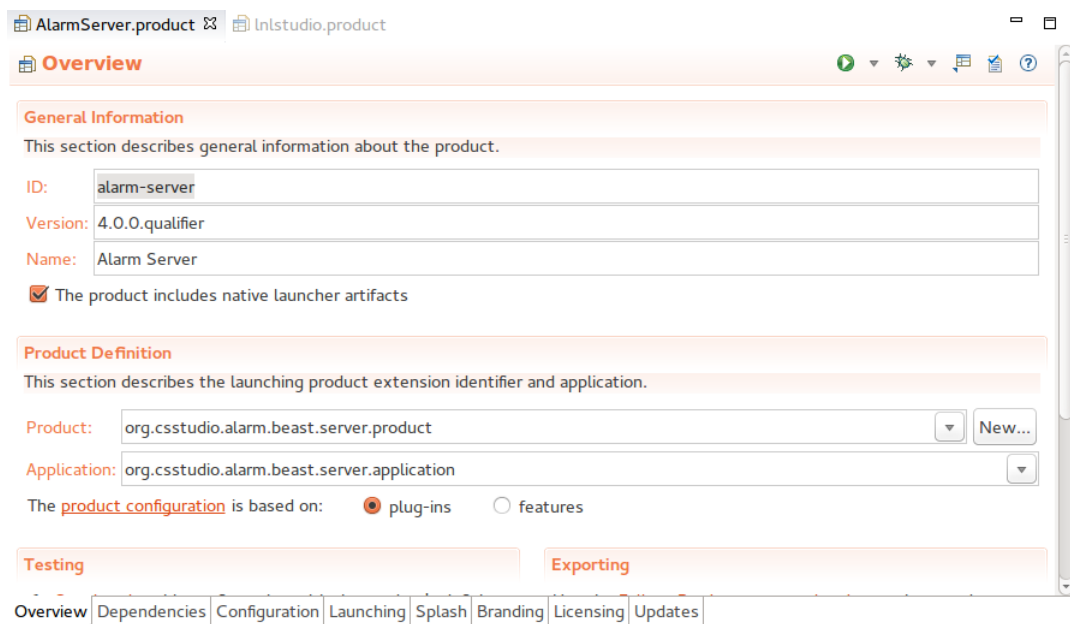 AlarmServer.product lnlstudio.product
Overview
General Information
This section describes general information about the product.
ID: alarm-server
Version: 4.0.0.qualifier
Name: Alarm Server
The product includes native launcher artifacts
Product Definition
This section describes the launching product extension identifier and application.
Product: org.csstudio.alarm.beast.server.product New...
Application: org.csstudio.alarm.beast.server.application
The product configuration is based on: plug-ins features
Testing Exporting
Overview Dependencies Configuration Launching Splash Branding Licensing Updates